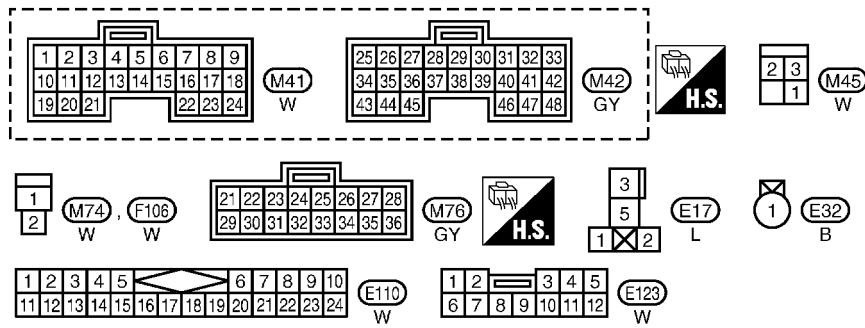 1 2 3 4 5 6 7 8 9
10 11 12 13 14 15 16 17 18
19 20 21 22 23 24
M41
W
25 26 27 28 29 30 31 32 33
34 35 36 37 38 39 40 41 42
43 44 45 46 47 48
M42
GY
H.S.
2 3
1
M45
W
1
2
M74 , F106
W W
21 22 23 24 25 26 27 28
29 30 31 32 33 34 35 36
M76
GY
H.S.
3
5
1 2
E17
L
1
E32
B
1 2 3 4 5 6 7 8 9 10
11 12 13 14 15 16 17 18 19 20 21 22 23 24
E110
W
1 2 3 4 5
6 7 8 9 10 11 12
E123
W